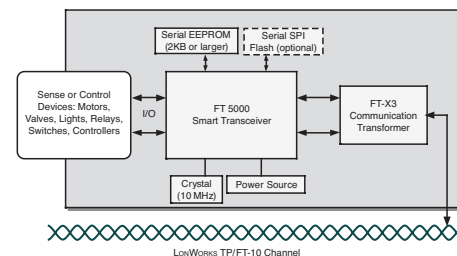 Serial EEPROM
(2KB or larger)
Serial SPI
Flash (optional)
Sense or Control
Devices: Motors,
Valves, Lights, Relays,
Switches, Controllers
I/O
FT 5000
Smart Transceiver
FT-X3
Communication
Transformer
Crystal
(10 MHz)
Power Source
LONWORKS TP/FT-10 Channel